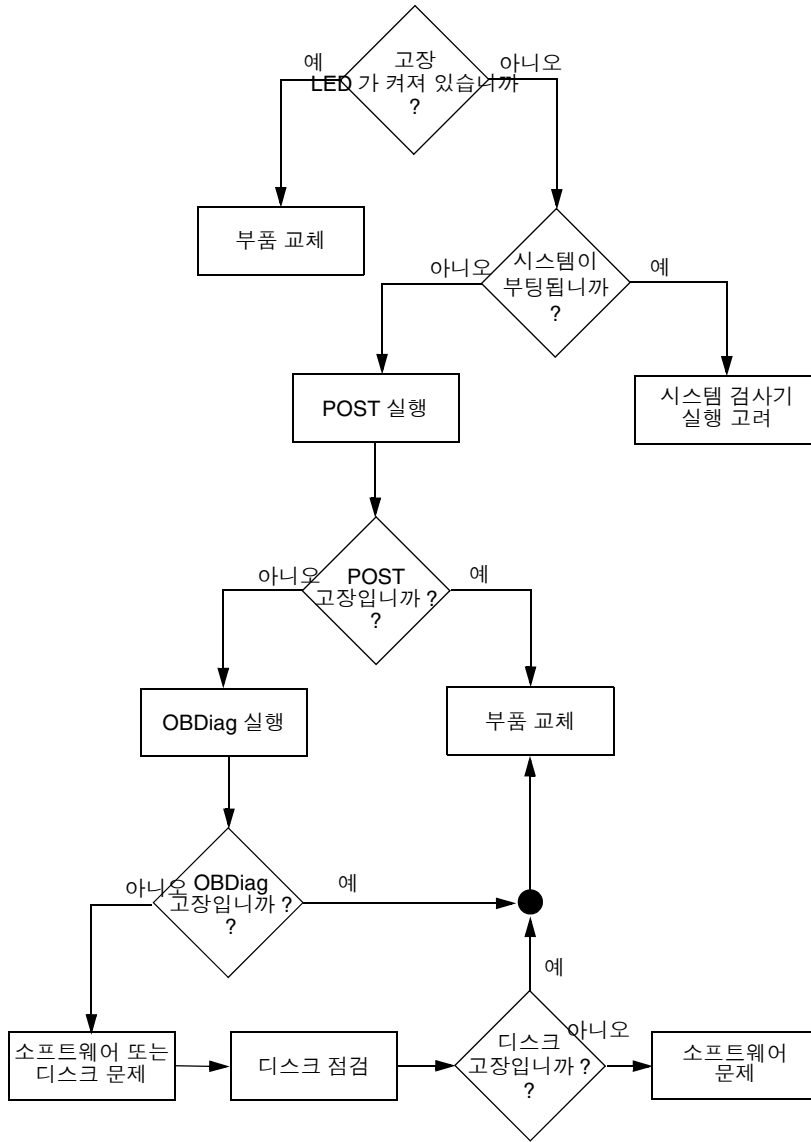 고장
LED 가 켜져 있습니까
?
예
아니오
부품 교체
시스템이
부팅됩니까
?
아니오
예
POST 실행
시스템 검사기
실행 고려
POST
고장입니까 ?
?
아니오
예
OBDiag 실행
부품 교체
OBDiag
고장입니까 ?
?
아니오
예
예
소프트웨어 또는
디스크 문제
디스크 점검
디스크
고장입니까 ?
?
아니오
소프트웨어
문제